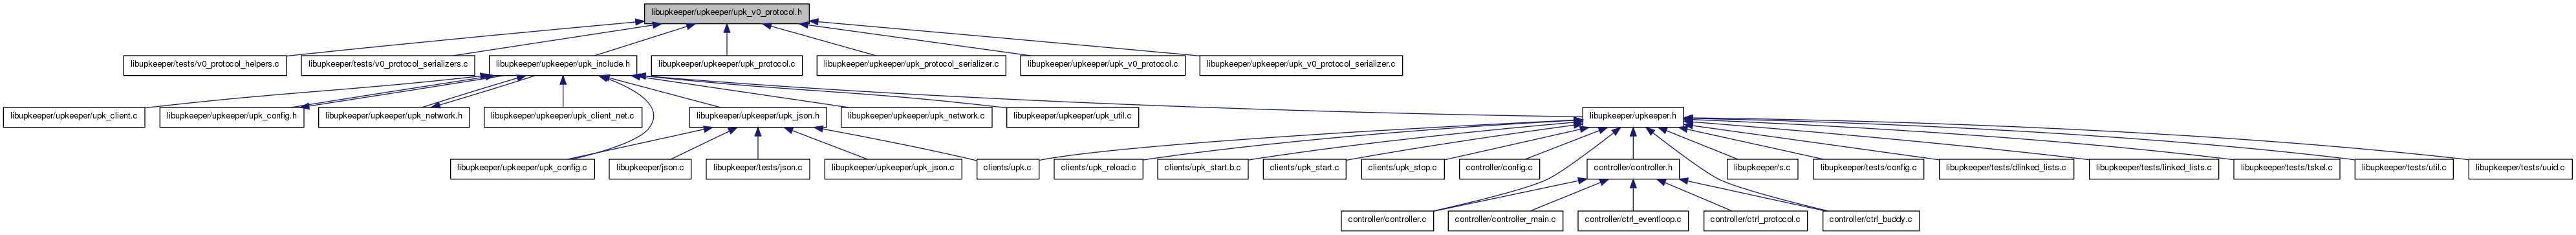 libupkeeper/upkeeper/upk_v0_protocol.h
libupkeeper/tests/v0_protocol_helpers.c
libupkeeper/tests/v0_protocol_serializers.c
libupkeeper/upkeeper/upk_include.h
libupkeeper/upkeeper/upk_protocol.c
libupkeeper/upkeeper/upk_protocol_serializer.c
libupkeeper/upkeeper/upk_v0_protocol.c
libupkeeper/upkeeper/upk_v0_protocol_serializer.c
libupkeeper/upkeeper/upk_client.c
libupkeeper/upkeeper/upk_config.h
libupkeeper/upkeeper/upk_network.h
libupkeeper/upkeeper/upk_client_net.c
libupkeeper/upkeeper/upk_json.h
libupkeeper/upkeeper/upk_network.c
libupkeeper/upkeeper/upk_util.c
libupkeeper/upkeeper.h
libupkeeper/upkeeper/upk_config.c
libupkeeper/json.c
libupkeeper/tests/json.c
libupkeeper/upkeeper/upk_json.c
clients/upk.c
clients/upk_reload.c
clients/upk_start.b.c
clients/upk_start.c
clients/upk_stop.c
controller/config.c
controller/controller.h
libupkeeper/s.c
libupkeeper/tests/config.c
libupkeeper/tests/dlinked_lists.c
libupkeeper/tests/linked_lists.c
libupkeeper/tests/tskel.c
libupkeeper/tests/util.c
libupkeeper/tests/uuid.c
controller/controller.c
controller/controller_main.c
controller/ctrl_eventloop.c
controller/ctrl_protocol.c
controller/ctrl_buddy.c